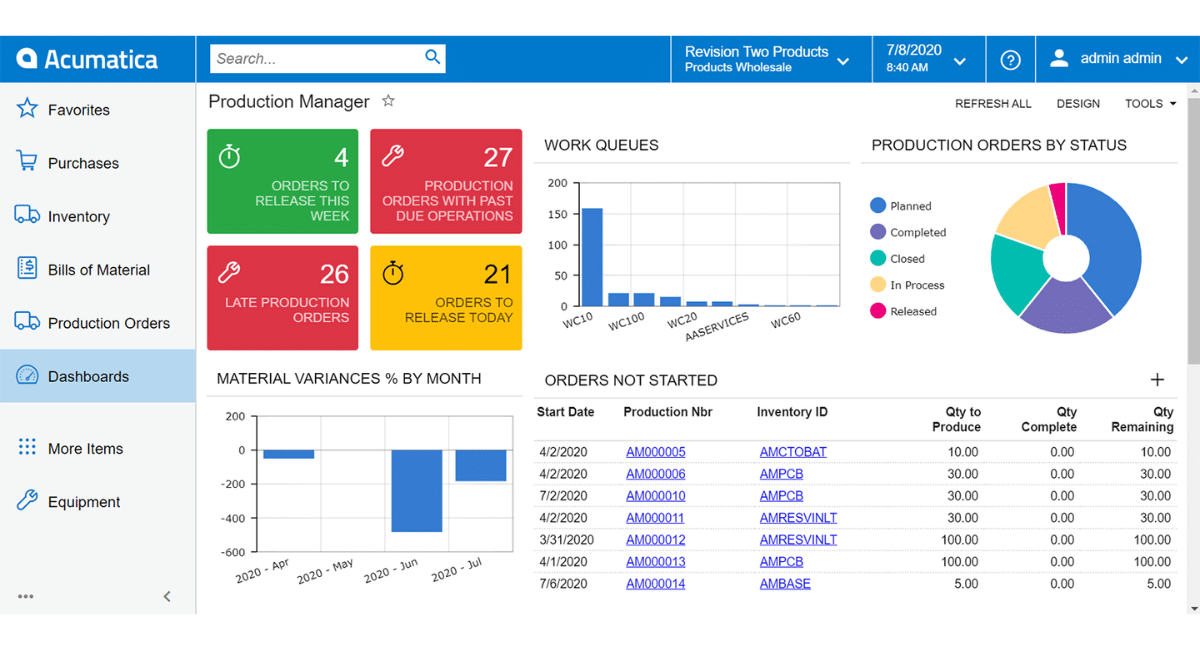 Acumatica
Search...
Revision Two Products
Products Wholesale
7/8/2020
8:40 AM
?
admin admin
Favorites
Purchases
Inventory
Bills of Material
Production Orders
Dashboards
More Items
Equipment
Production Manager
REFRESH ALL DESIGN TOOLS
4
ORDERS TO
RELEASE THIS
WEEK
27
PRODUCTION
ORDERS WITH PAST
DUE OPERATIONS
26
LATE PRODUCTION
ORDERS
21
ORDERS TO
RELEASE TODAY
WORK QUEUES
200
150
100
50
0
WC10 WC100 WC20 AASERVICES WC60
PRODUCTION ORDERS BY STATUS
Planned
Completed
Closed
In Process
Released
MATERIAL VARIANCES % BY MONTH
200
0
-200
-400
-600
2020 - Apr 2020 - May 2020 - Jun 2020 - Jul
ORDERS NOT STARTED
Start Date Production Nbr Inventory ID Qty to Produce Qty Complete Qty Remaining
4/2/2020 AM000005 AMCTOBAT 10.00 0.00 10.00
4/2/2020 AM000006 AMPCB 30.00 0.00 30.00
7/2/2020 AM000010 AMPCB 30.00 0.00 30.00
4/2/2020 AM000011 AMRESVINLT 30.00 0.00 30.00
3/31/2020 AM000012 AMRESVINLT 100.00 0.00 100.00
4/1/2020 AM000013 AMPCB 100.00 0.00 100.00
7/6/2020 AM000014 AMBASE 5.00 0.00 5.00